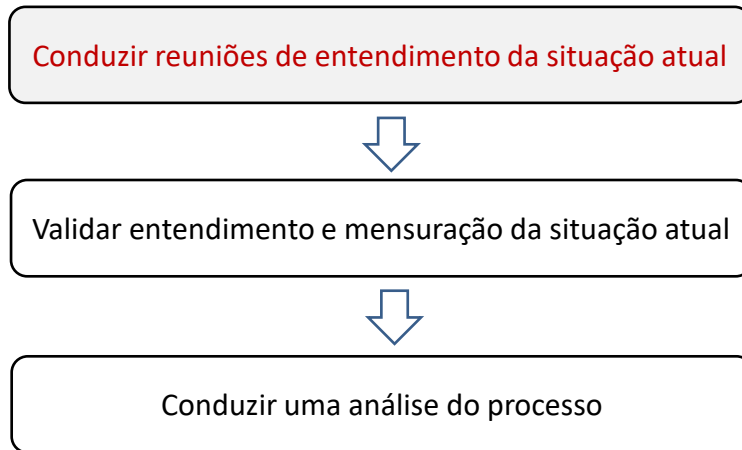 Conduzir reuniões de entendimento da situação atual
Validar entendimento e mensuração da situação atual
Conduzir uma análise do processo